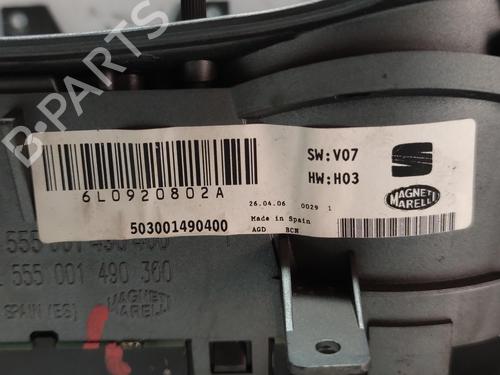 B-PARTS
SW:V07
HW:H03
6L0920802A
MAGNETI
MARELLI
26.04.06 0029 1
Made in Spain
503001490400
AGD BCN
555 001 490 400
555 001 490 360
SPAIN (ES)
MAGNETI
MARELLI